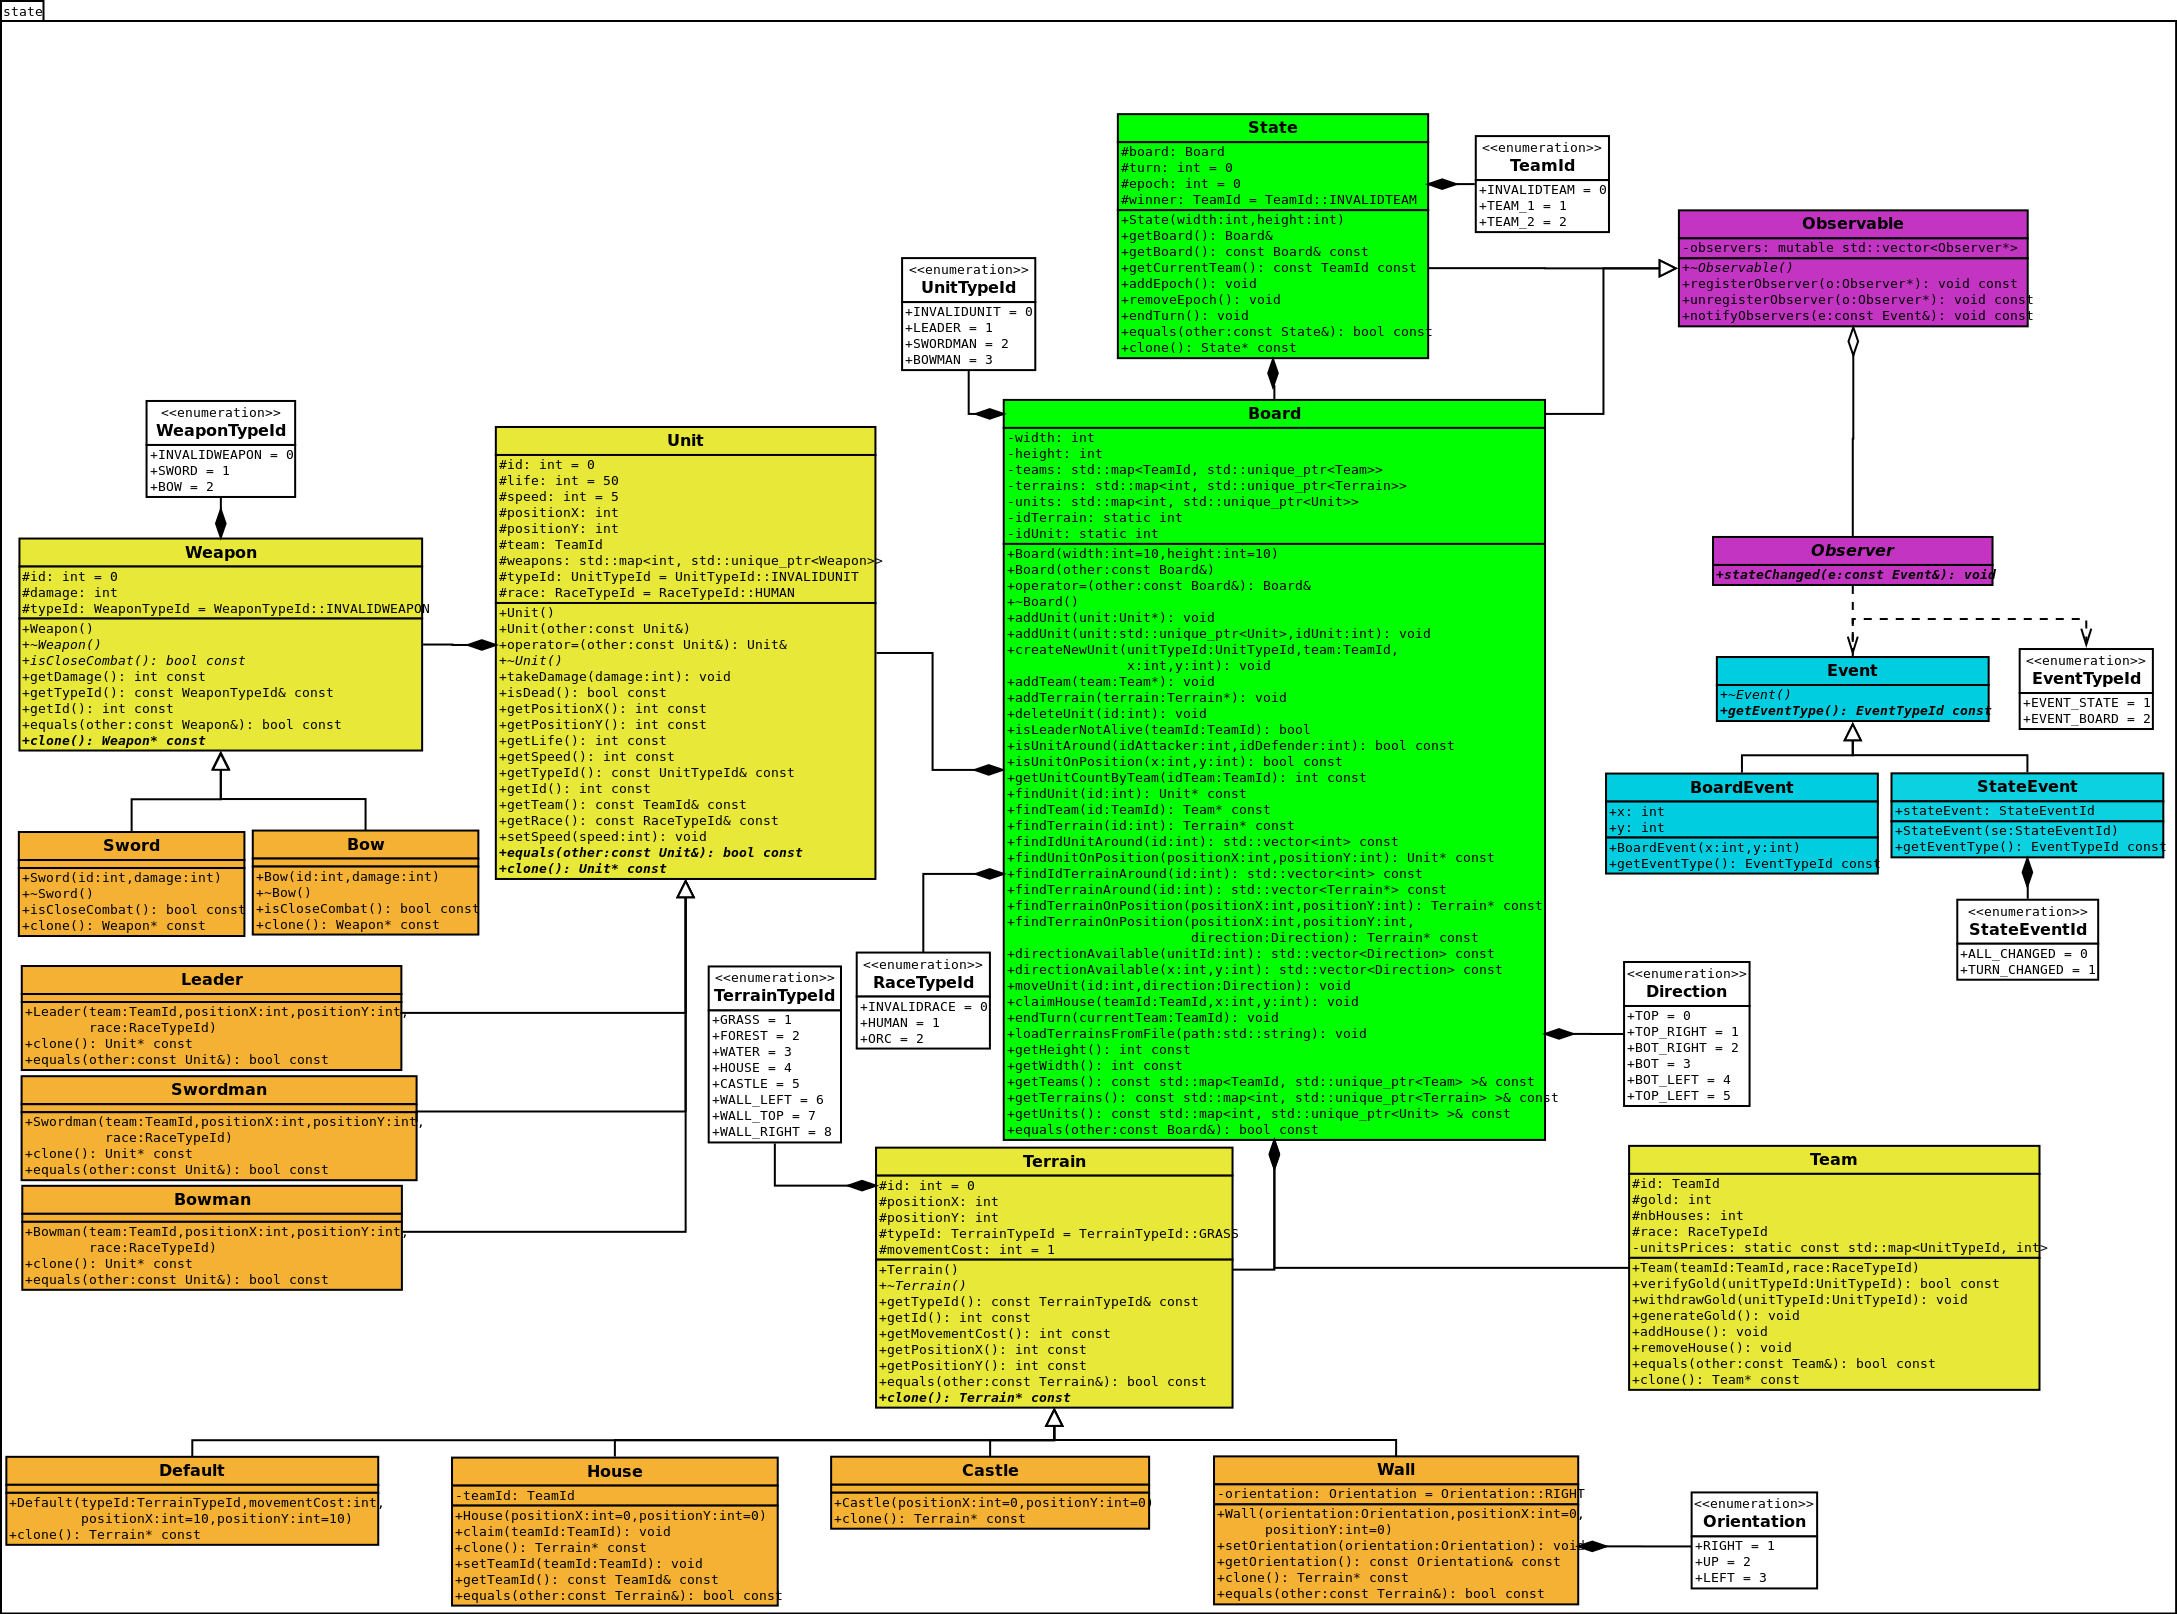 state
State
#board: Board
#turn: int = 0
#epoch: int = 0
#winner: TeamId = TeamId::INVALIDTEAM
+State(width:int,height:int)
+getBoard(): Board&
+getBoard(): const Board& const
+getCurrentTeam(): const TeamId const
+addEpoch(): void
+removeEpoch(): void
+endTurn(): void
+equals(other:const State&): bool const
+clone(): State* const
<<enumeration>>
TeamId
+INVALIDTEAM = 0
+TEAM_1 = 1
+TEAM_2 = 2
Observable
-observers: mutable std::vector<Observer*>
+~Observable()
+registerObserver(o:Observer*): void const
+unregisterObserver(o:Observer*): void const
+notifyObservers(e:const Event&): void const
<<enumeration>>
UnitTypeId
+INVALIDUNIT = 0
+LEADER = 1
+SWORDMAN = 2
+BOWMAN = 3
<<enumeration>>
WeaponTypeId
+INVALIDWEAPON = 0
+SWORD = 1
+BOW = 2
Weapon
#id: int = 0
#damage: int
#typeId: WeaponTypeId = WeaponTypeId::INVALIDWEAPON
+Weapon()
+~Weapon()
+isCloseCombat(): bool const
+getDamage(): int const
+getTypeId(): const WeaponTypeId& const
+getId(): int const
+equals(other:const Weapon&): bool const
+clone(): Weapon* const
Unit
#id: int = 0
#life: int = 50
#speed: int = 5
#positionX: int
#positionY: int
#team: TeamId
#weapons: std::map<int, std::unique_ptr<Weapon>>
#typeId: UnitTypeId = UnitTypeId::INVALIDUNIT
#race: RaceTypeId = RaceTypeId::HUMAN
+Unit()
+Unit(other:const Unit&)
+operator=(other:const Unit&): Unit&
+~Unit()
+takeDamage(damage:int): void
+isDead(): bool const
+getPositionX(): int const
+getPositionY(): int const
+getLife(): int const
+getSpeed(): int const
+getTypeId(): const UnitTypeId& const
+getId(): int const
+getTeam(): const TeamId& const
+getRace(): const RaceTypeId& const
+setSpeed(speed:int): void
+equals(other:const Unit&): bool const
+clone(): Unit* const
Board
-width: int
-height: int
-teams: std::map<TeamId, std::unique_ptr<Team>>
-terrains: std::map<int, std::unique_ptr<Terrain>>
-units: std::map<int, std::unique_ptr<Unit>>
-idTerrain: static int
-idUnit: static int
+Board(width:int=10,height:int=10)
+Board(other:const Board&)
+operator=(other:const Board&): Board&
+~Board()
+addUnit(unit:Unit*): void
+addUnit(unit:std::unique_ptr<Unit>,idUnit:int): void
+createNewUnit(unitTypeId:UnitTypeId,team:TeamId,
x:int,y:int): void
+addTeam(team:Team*): void
+addTerrain(terrain:Terrain*): void
+deleteUnit(id:int): void
+isLeaderNotAlive(teamId:TeamId): bool
+isUnitAround(idAttacker:int,idDefender:int): bool const
+isUnitOnPosition(x:int,y:int): bool const
+getUnitCountByTeam(idTeam:TeamId): int const
+findUnit(id:int): Unit* const
+findTeam(id:TeamId): Team* const
+findTerrain(id:int): Terrain* const
+findIdUnitAround(id:int): std::vector<int> const
+findUnitOnPosition(positionX:int,positionY:int): Unit* const
+findIdTerrainAround(id:int): std::vector<int> const
+findTerrainAround(id:int): std::vector<Terrain*> const
+findTerrainOnPosition(positionX:int,positionY:int): Terrain* const
+findTerrainOnPosition(positionX:int,positionY:int,
direction:Direction): Terrain* const
+directionAvailable(unitId:int): std::vector<Direction> const
+directionAvailable(x:int,y:int): std::vector<Direction> const
+moveUnit(id:int,direction:Direction): void
+claimHouse(teamId:TeamId,x:int,y:int): void
+endTurn(currentTeam:TeamId): void
+loadTerrainsFromFile(path:std::string): void
+getHeight(): int const
+getWidth(): int const
+getTeams(): const std::map<TeamId, std::unique_ptr<Team> >& const
+getTerrains(): const std::map<int, std::unique_ptr<Terrain> >& const
+getUnits(): const std::map<int, std::unique_ptr<Unit> >& const
+equals(other:const Board&): bool const
Observer
+stateChanged(e:const Event&): void
Event
+~Event()
+getEventType(): EventTypeId const
<<enumeration>>
EventTypeId
+EVENT_STATE = 1
+EVENT_BOARD = 2
BoardEvent
+x: int
+y: int
+BoardEvent(x:int,y:int)
+getEventType(): EventTypeId const
StateEvent
+stateEvent: StateEventId
+StateEvent(se:StateEventId)
+getEventType(): EventTypeId const
<<enumeration>>
StateEventId
+ALL_CHANGED = 0
+TURN_CHANGED = 1
Sword
+Sword(id:int,damage:int)
+~Sword()
+isCloseCombat(): bool const
+clone(): Weapon* const
Bow
+Bow(id:int,damage:int)
+~Bow()
+isCloseCombat(): bool const
+clone(): Weapon* const
Leader
+Leader(team:TeamId,positionX:int,positionY:int,
race:RaceTypeId)
+clone(): Unit* const
+equals(other:const Unit&): bool const
Swordman
+Swordman(team:TeamId,positionX:int,positionY:int,
race:RaceTypeId)
+clone(): Unit* const
+equals(other:const Unit&): bool const
Bowman
+Bowman(team:TeamId,positionX:int,positionY:int,
race:RaceTypeId)
+clone(): Unit* const
+equals(other:const Unit&): bool const
<<enumeration>>
TerrainTypeId
+GRASS = 1
+FOREST = 2
+WATER = 3
+HOUSE = 4
+CASTLE = 5
+WALL_LEFT = 6
+WALL_TOP = 7
+WALL_RIGHT = 8
<<enumeration>>
RaceTypeId
+INVALIDRACE = 0
+HUMAN = 1
+ORC = 2
<<enumeration>>
Direction
+TOP = 0
+TOP_RIGHT = 1
+BOT_RIGHT = 2
+BOT = 3
+BOT_LEFT = 4
+TOP_LEFT = 5
Terrain
#id: int = 0
#positionX: int
#positionY: int
#typeId: TerrainTypeId = TerrainTypeId::GRASS
#movementCost: int = 1
+Terrain()
+~Terrain()
+getTypeId(): const TerrainTypeId& const
+getId(): int const
+getMovementCost(): int const
+getPositionX(): int const
+getPositionY(): int const
+equals(other:const Terrain&): bool const
+clone(): Terrain* const
Team
#id: TeamId
#gold: int
#nbHouses: int
#race: RaceTypeId
-unitsPrices: static const std::map<UnitTypeId, int>
+Team(teamId:TeamId,race:RaceTypeId)
+verifyGold(unitTypeId:UnitTypeId): bool const
+withdrawGold(unitTypeId:UnitTypeId): void
+generateGold(): void
+addHouse(): void
+removeHouse(): void
+equals(other:const Team&): bool const
+clone(): Team* const
Default
+Default(typeId:TerrainTypeId,movementCost:int,
positionX:int=10,positionY:int=10)
+clone(): Terrain* const
House
-teamId: TeamId
+House(positionX:int=0,positionY:int=0)
+claim(teamId:TeamId): void
+clone(): Terrain* const
+setTeamId(teamId:TeamId): void
+getTeamId(): const TeamId& const
+equals(other:const Terrain&): bool const
Castle
+Castle(positionX:int=0,positionY:int=0)
+clone(): Terrain* const
Wall
-orientation: Orientation = Orientation::RIGHT
+Wall(orientation:Orientation,positionX:int=0,
positionY:int=0)
+setOrientation(orientation:Orientation): void
+getOrientation(): const Orientation& const
+clone(): Terrain* const
+equals(other:const Terrain&): bool const
<<enumeration>>
Orientation
+RIGHT = 1
+UP = 2
+LEFT = 3